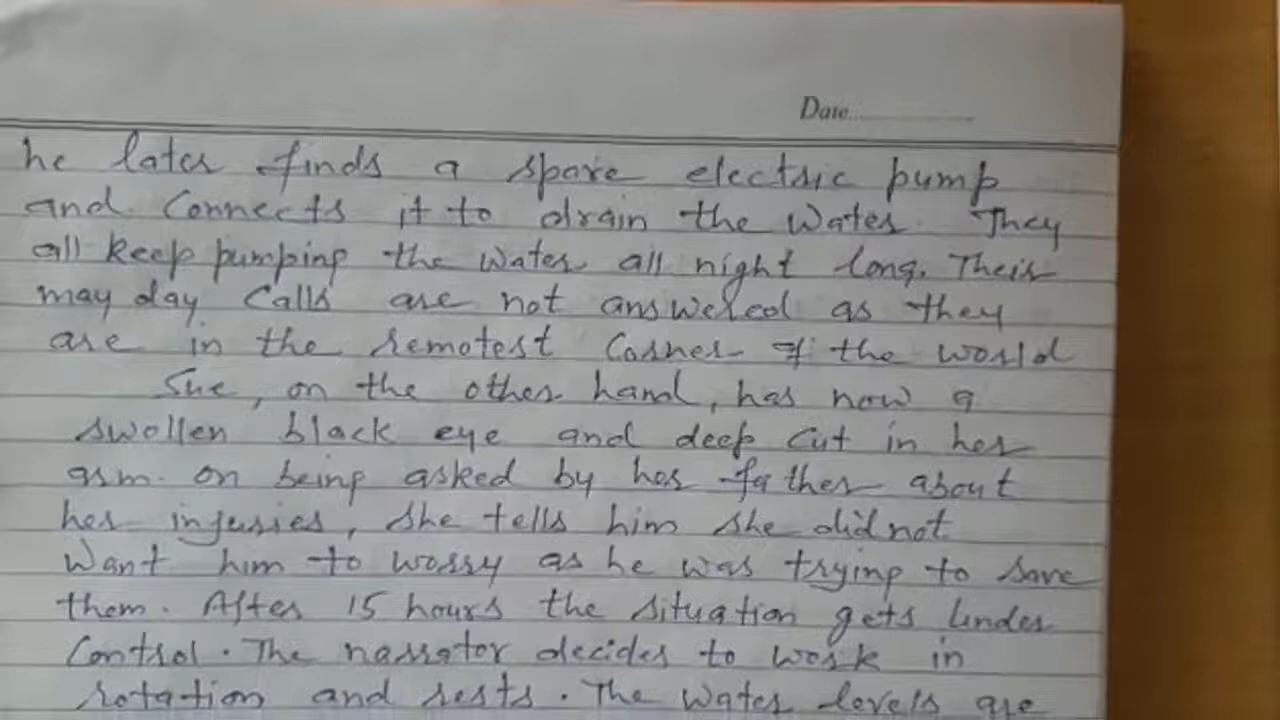 Date
he later finds a spare electric pump
and Connects it to drain the water. They
all keep pumping the water all night long. Their
may day calls are not answered as they
are in the remotest corner of the world
Sue, on the other hand, has now a
swollen black eye and deep cut in her
arm. on being asked by her father about
her injuries, she tells him she did not
want him to worry as he was trying to save
them. After 15 hours the situation gets under
control. The narrator decides to work in
rotation and rests. The water levels are